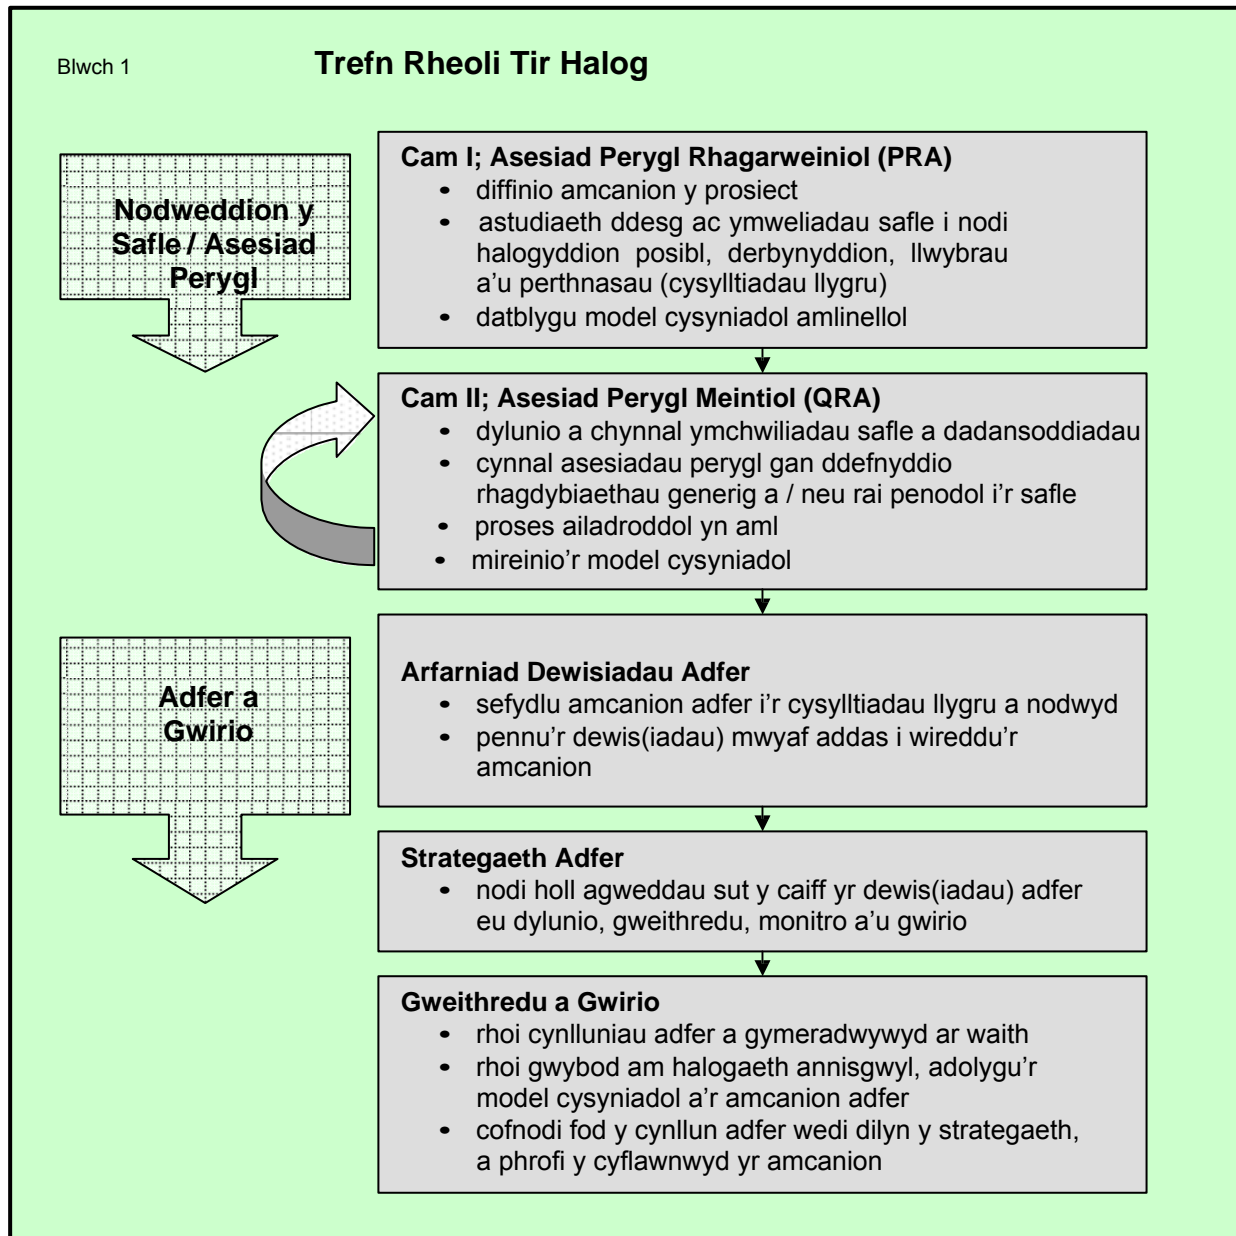 Blwch 1
Trefn Rheoli Tir Halog
Nodweddion y
Safle / Asesiad
Perygl
Cam I; Asesiad Perygl Rhagarweiniol (PRA)
• diffinio amcanion y prosiect
• astudiaeth ddesg ac ymweliadau safle i nodi
halogyddion posibl, derbynyddion, llwybrau
a'u perthnasau (cysylltiadau llygru)
• datblygu model cysyniadol amlinellol
Cam II; Asesiad Perygl Meintiol (QRA)
• dylunio a chynnal ymchwiliadau safle a dadansoddiadau
• cynnal asesiadau perygl gan ddefnyddio
rhagdybiaethau generig a / neu rai penodol i'r safle
• proses ailadroddol yn aml
• mireinio'r model cysyniadol
Adfer a
Gwirio
Arfarniad Dewisiadau Adfer
• sefydlu amcanion adfer i'r cysylltiadau llygru a nodwyd
• pennu'r dewis(iadau) mwyaf addas i wireddu'r
amcanion
Strategaeth Adfer
• nodi holl agweddau sut y caiff yr dewis(iadau) adfer
eu dylunio, gweithredu, monitro a'u gwirio
Gweithredu a Gwirio
• rhoi cynlluniau adfer a gymeradwywyd ar waith
• rhoi gwybod am halogaeth annisgwyl, adolygu'r
model cysyniadol a'r amcanion adfer
• cofnodi fod y cynllun adfer wedi dilyn y strategaeth,
a phrofi y cyflawnwyd yr amcanion